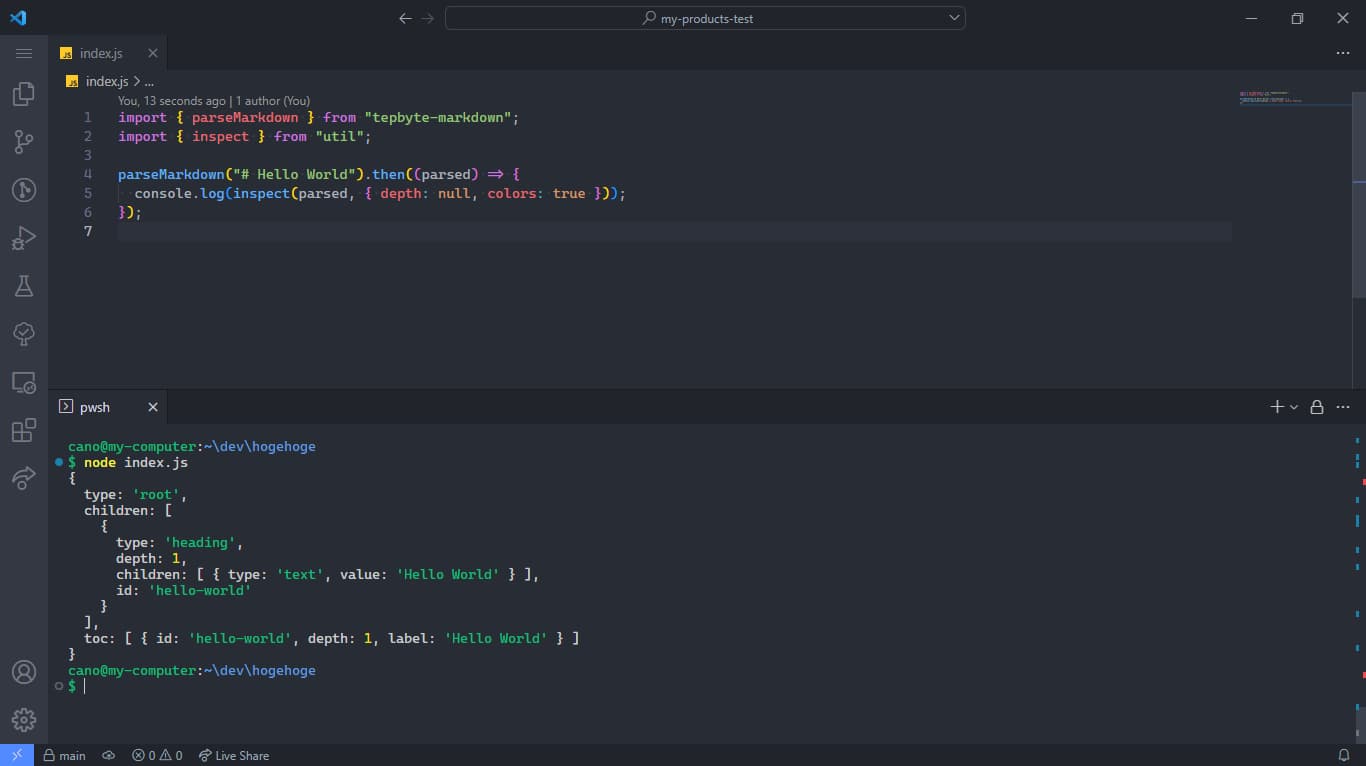 my-products-test
index.js
index.js > ...
You, 13 seconds ago | 1 author (You)
1 import { parseMarkdown } from "tepbyte-markdown";
2 import { inspect } from "util";
3
4 parseMarkdown("# Hello World").then((parsed) => {
5 console.log(inspect(parsed, { depth: null, colors: true }));
6 });
7
pwsh
cano@my-computer:~\dev\hogehoge
$ node index.js
{
  type: 'root',
  children: [
    {
      type: 'heading',
      depth: 1,
      children: [ { type: 'text', value: 'Hello World' } ],
      id: 'hello-world'
    }
  ],
  toc: [ { id: 'hello-world', depth: 1, label: 'Hello World' } ]
}
cano@my-computer:~\dev\hogehoge
$
main 0 0 Live Share